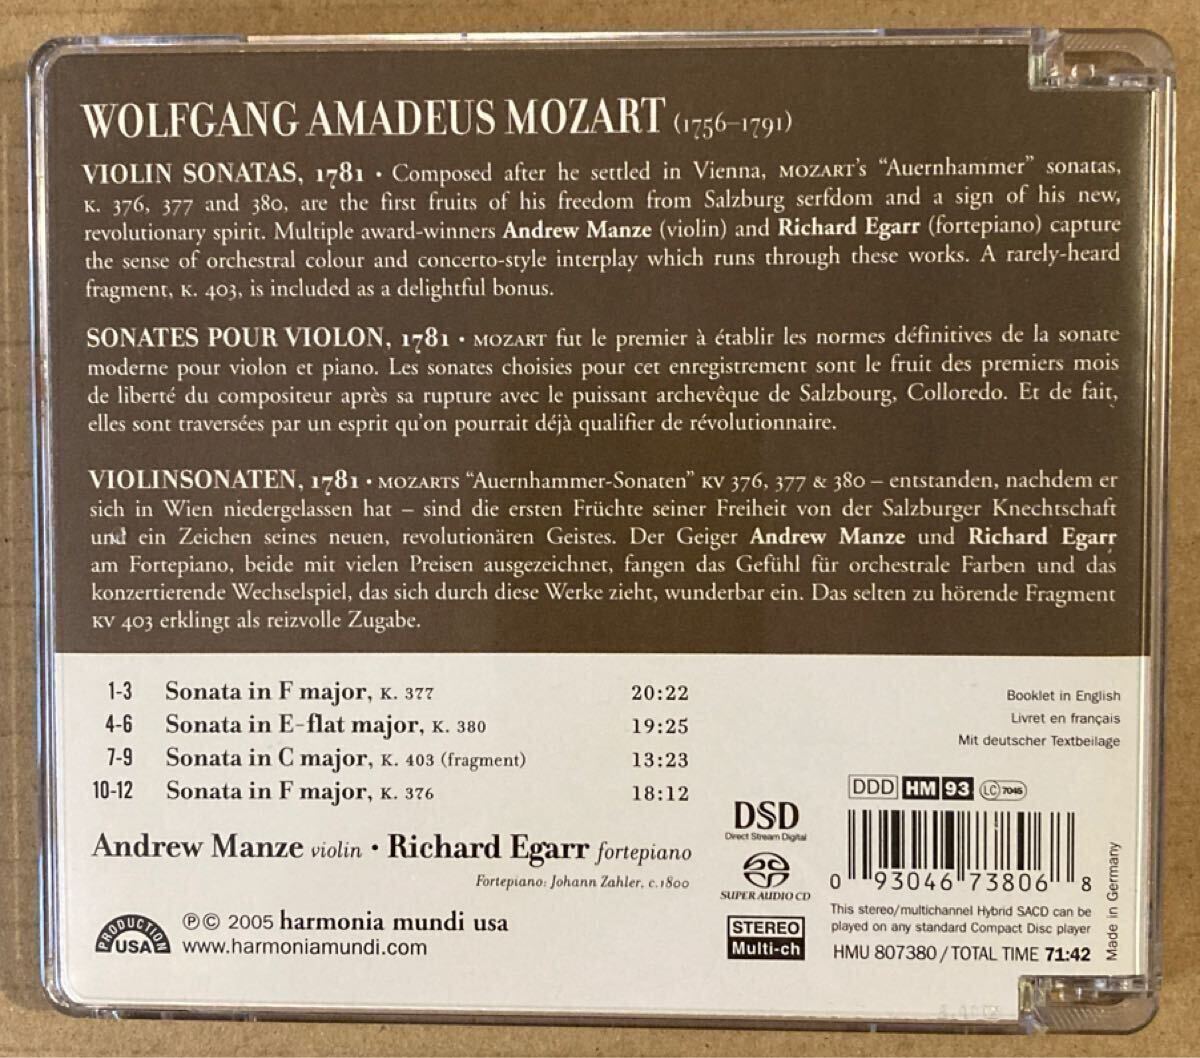 WOLFGANG AMADEUS MOZART (1756–1791)
VIOLIN SONATAS, 1781 • Composed after he settled in Vienna, MOZART's “Auernhammer” sonatas,
K. 376, 377 and 380, are the first fruits of his freedom from Salzburg serfdom and a sign of his new,
revolutionary spirit. Multiple award-winners Andrew Manze (violin) and Richard Egarr (fortepiano) capture
the sense of orchestral colour and concerto-style interplay which runs through these works. A rarely-heard
fragment, K. 403, is included as a delightful bonus.
SONATES POUR VIOLON, 1781 • MOZART fut le premier à établir les normes définitives de la sonate
moderne pour violon et piano. Les sonates choisies pour cet enregistrement sont le fruit des premiers mois
de liberté du compositeur après sa rupture avec le puissant archevêque de Salzbourg, Colloredo. Et de fait,
elles sont traversées par un esprit qu'on pourrait déjà qualifier de révolutionnaire.
VIOLINSONATEN, 1781 • MOZARTS “Auernhammer-Sonaten” KV 376, 377 & 380 – entstanden, nachdem er
sich in Wien niedergelassen hat – sind die ersten Früchte seiner Freiheit von der Salzburger Knechtschaft
und ein Zeichen seines neuen, revolutionären Geistes. Der Geiger Andrew Manze und Richard Egarr
am Fortepiano, beide mit vielen Preisen ausgezeichnet, fangen das Gefühl für orchestrale Farben und das
konzertierende Wechselspiel, das sich durch diese Werke zieht, wunderbar ein. Das selten zu hörende Fragment
KV 403 erklingt als reizvolle Zugabe.
1-3 Sonata in F major, K. 377 20:22
4-6 Sonata in E-flat major, K. 380 19:25
7-9 Sonata in C major, K. 403 (fragment) 13:23
10-12 Sonata in F major, K. 376 18:12
Andrew Manze violin • Richard Egarr fortepiano
Fortepiano: Johann Zahler, c.1800
PRODUCTION USA
℗© 2005 harmonia mundi usa
www.harmoniamundi.com
Booklet in English
Livret en français
Mit deutscher Textbeilage
DDD HM 93 LC 7045
DSD
Direct Stream Digital
SUPER AUDIO CD
STEREO
Multi-ch
0 93046 73806 8
Made in Germany
This stereo/multichannel Hybrid SACD can be
played on any standard Compact Disc player
HMU 807380 / TOTAL TIME 71:42